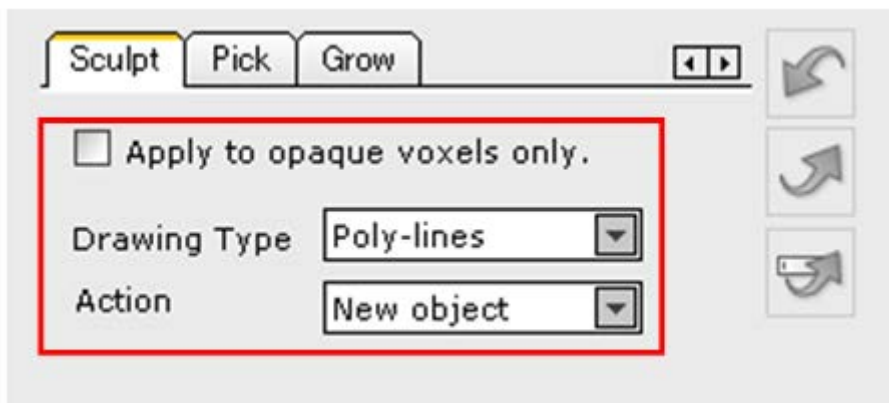 Sculpt Pick Grow
Apply to opaque voxels only.
Drawing Type Poly-lines
Action New object